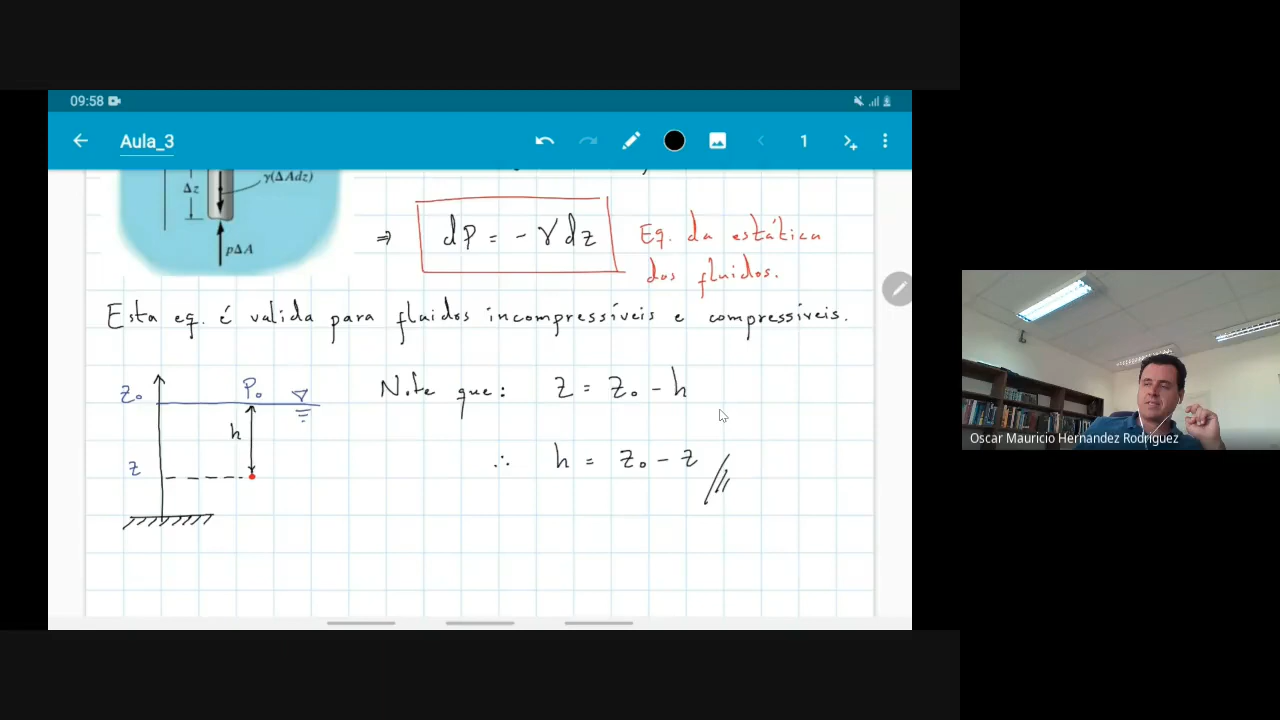 09:58
Aula_3
1
Δz
γ(ΔAdz)
pΔA
⇒ dP = - γ dz
Eq. da estática
dos fluidos.
Esta eq. é valida para fluidos incompressíveis e compressíveis.
Z₀
P₀
h
Z
Note que: Z = Z₀ - h
∴ h = Z₀ - Z
Oscar Mauricio Hernandez Rodriguez